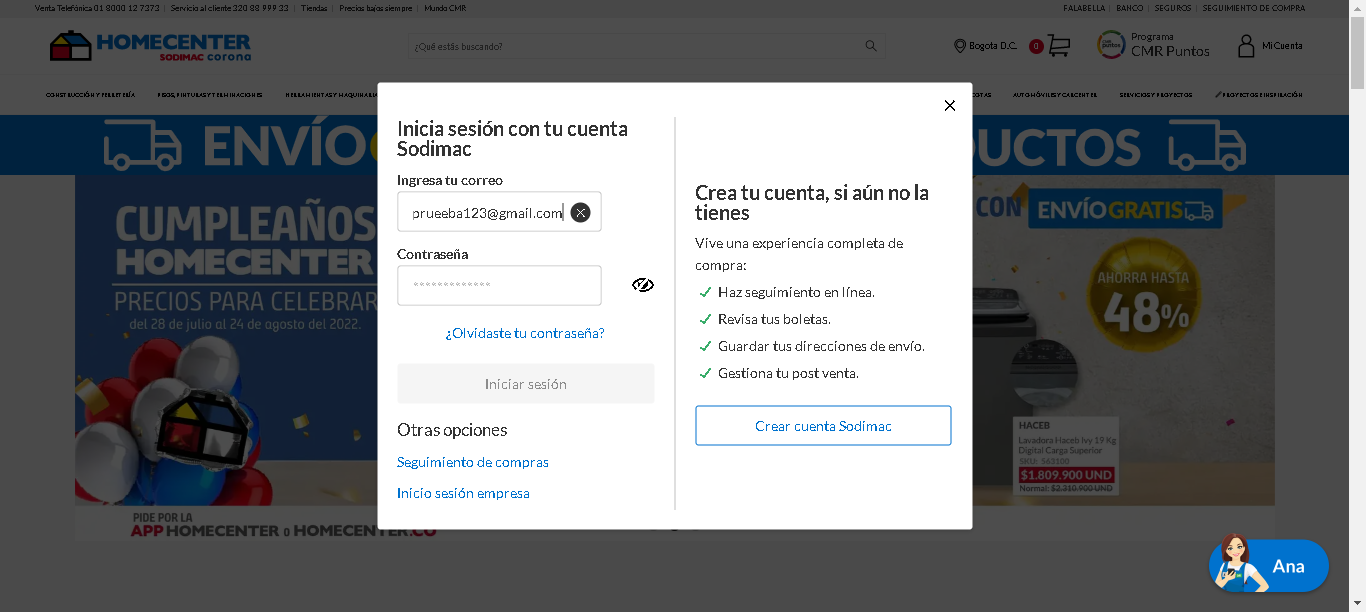 Venta Telefónica 01 8000 12 7373 | Servicio al cliente 320 88 999 33 | Tiendas | Precios bajos siempre | Mundo CMR
FALABELLA | BANCO | SEGUROS | SEGUIMIENTO DE COMPRA
HOMECENTER
SODIMAC corona
¿Qué estás buscando?
Bogota D.C.
0
Programa
CMR Puntos
Mi Cuenta
CONSTRUCCIÓN Y FERRETERÍA
PISOS, PINTURAS Y TERMINACIONES
HERRAMIENTAS Y MAQUINARIA
AUTOMÓVILES Y CAR CENTER
SERVICIOS Y PROYECTOS
PROYECTOS E INSPIRACIÓN
ENVÍO
UCTOS
CUMPLEAÑOS
HOMECENTER
PRECIOS PARA CELEBRAR
del 28 de julio al 24 de agosto del 2022.
PIDE POR LA
APP HOMECENTER o HOMECENTER.CO
Inicia sesión con tu cuenta
Sodimac
Ingresa tu correo
prueeba123@gmail.com
Contraseña
*************
¿Olvidaste tu contraseña?
Iniciar sesión
Otras opciones
Seguimiento de compras
Inicio sesión empresa
Crea tu cuenta, si aún no la
tienes
Vive una experiencia completa de
compra:
Haz seguimiento en línea.
Revisa tus boletas.
Guardar tus direcciones de envío.
Gestiona tu post venta.
Crear cuenta Sodimac
CON ENVÍO GRATIS
AHORRA HASTA
48%
HACEB
Lavadora Haceb Ivy 19 Kg
Digital Carga Superior
SKU: 563100
$1.809.900 UND
Normal: $2.310.900 UND
Ana